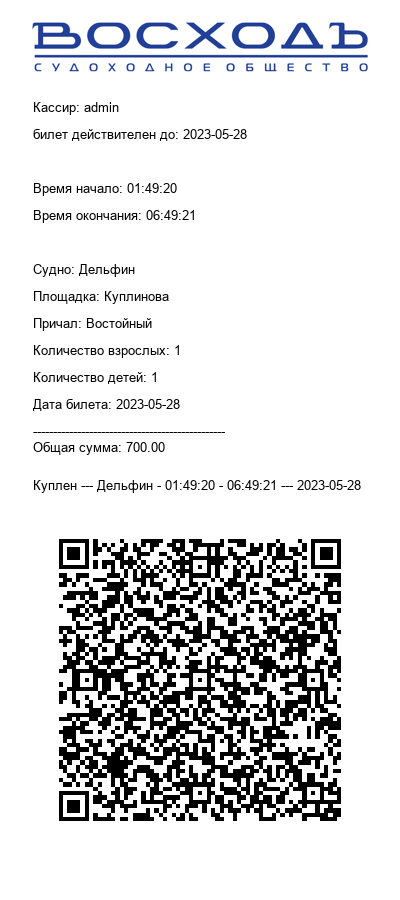 ВОСХОДЪ
СУДОХОДНОЕ ОБЩЕСТВО
Кассир: admin
билет действителен до: 2023-05-28
Время начало: 01:49:20
Время окончания: 06:49:21
Судно: Дельфин
Площадка: Куплинова
Причал: Востойный
Количество взрослых: 1
Количество детей: 1
Дата билета: 2023-05-28
------------------------------------------------
Общая сумма: 700.00
Куплен --- Дельфин - 01:49:20 - 06:49:21 --- 2023-05-28